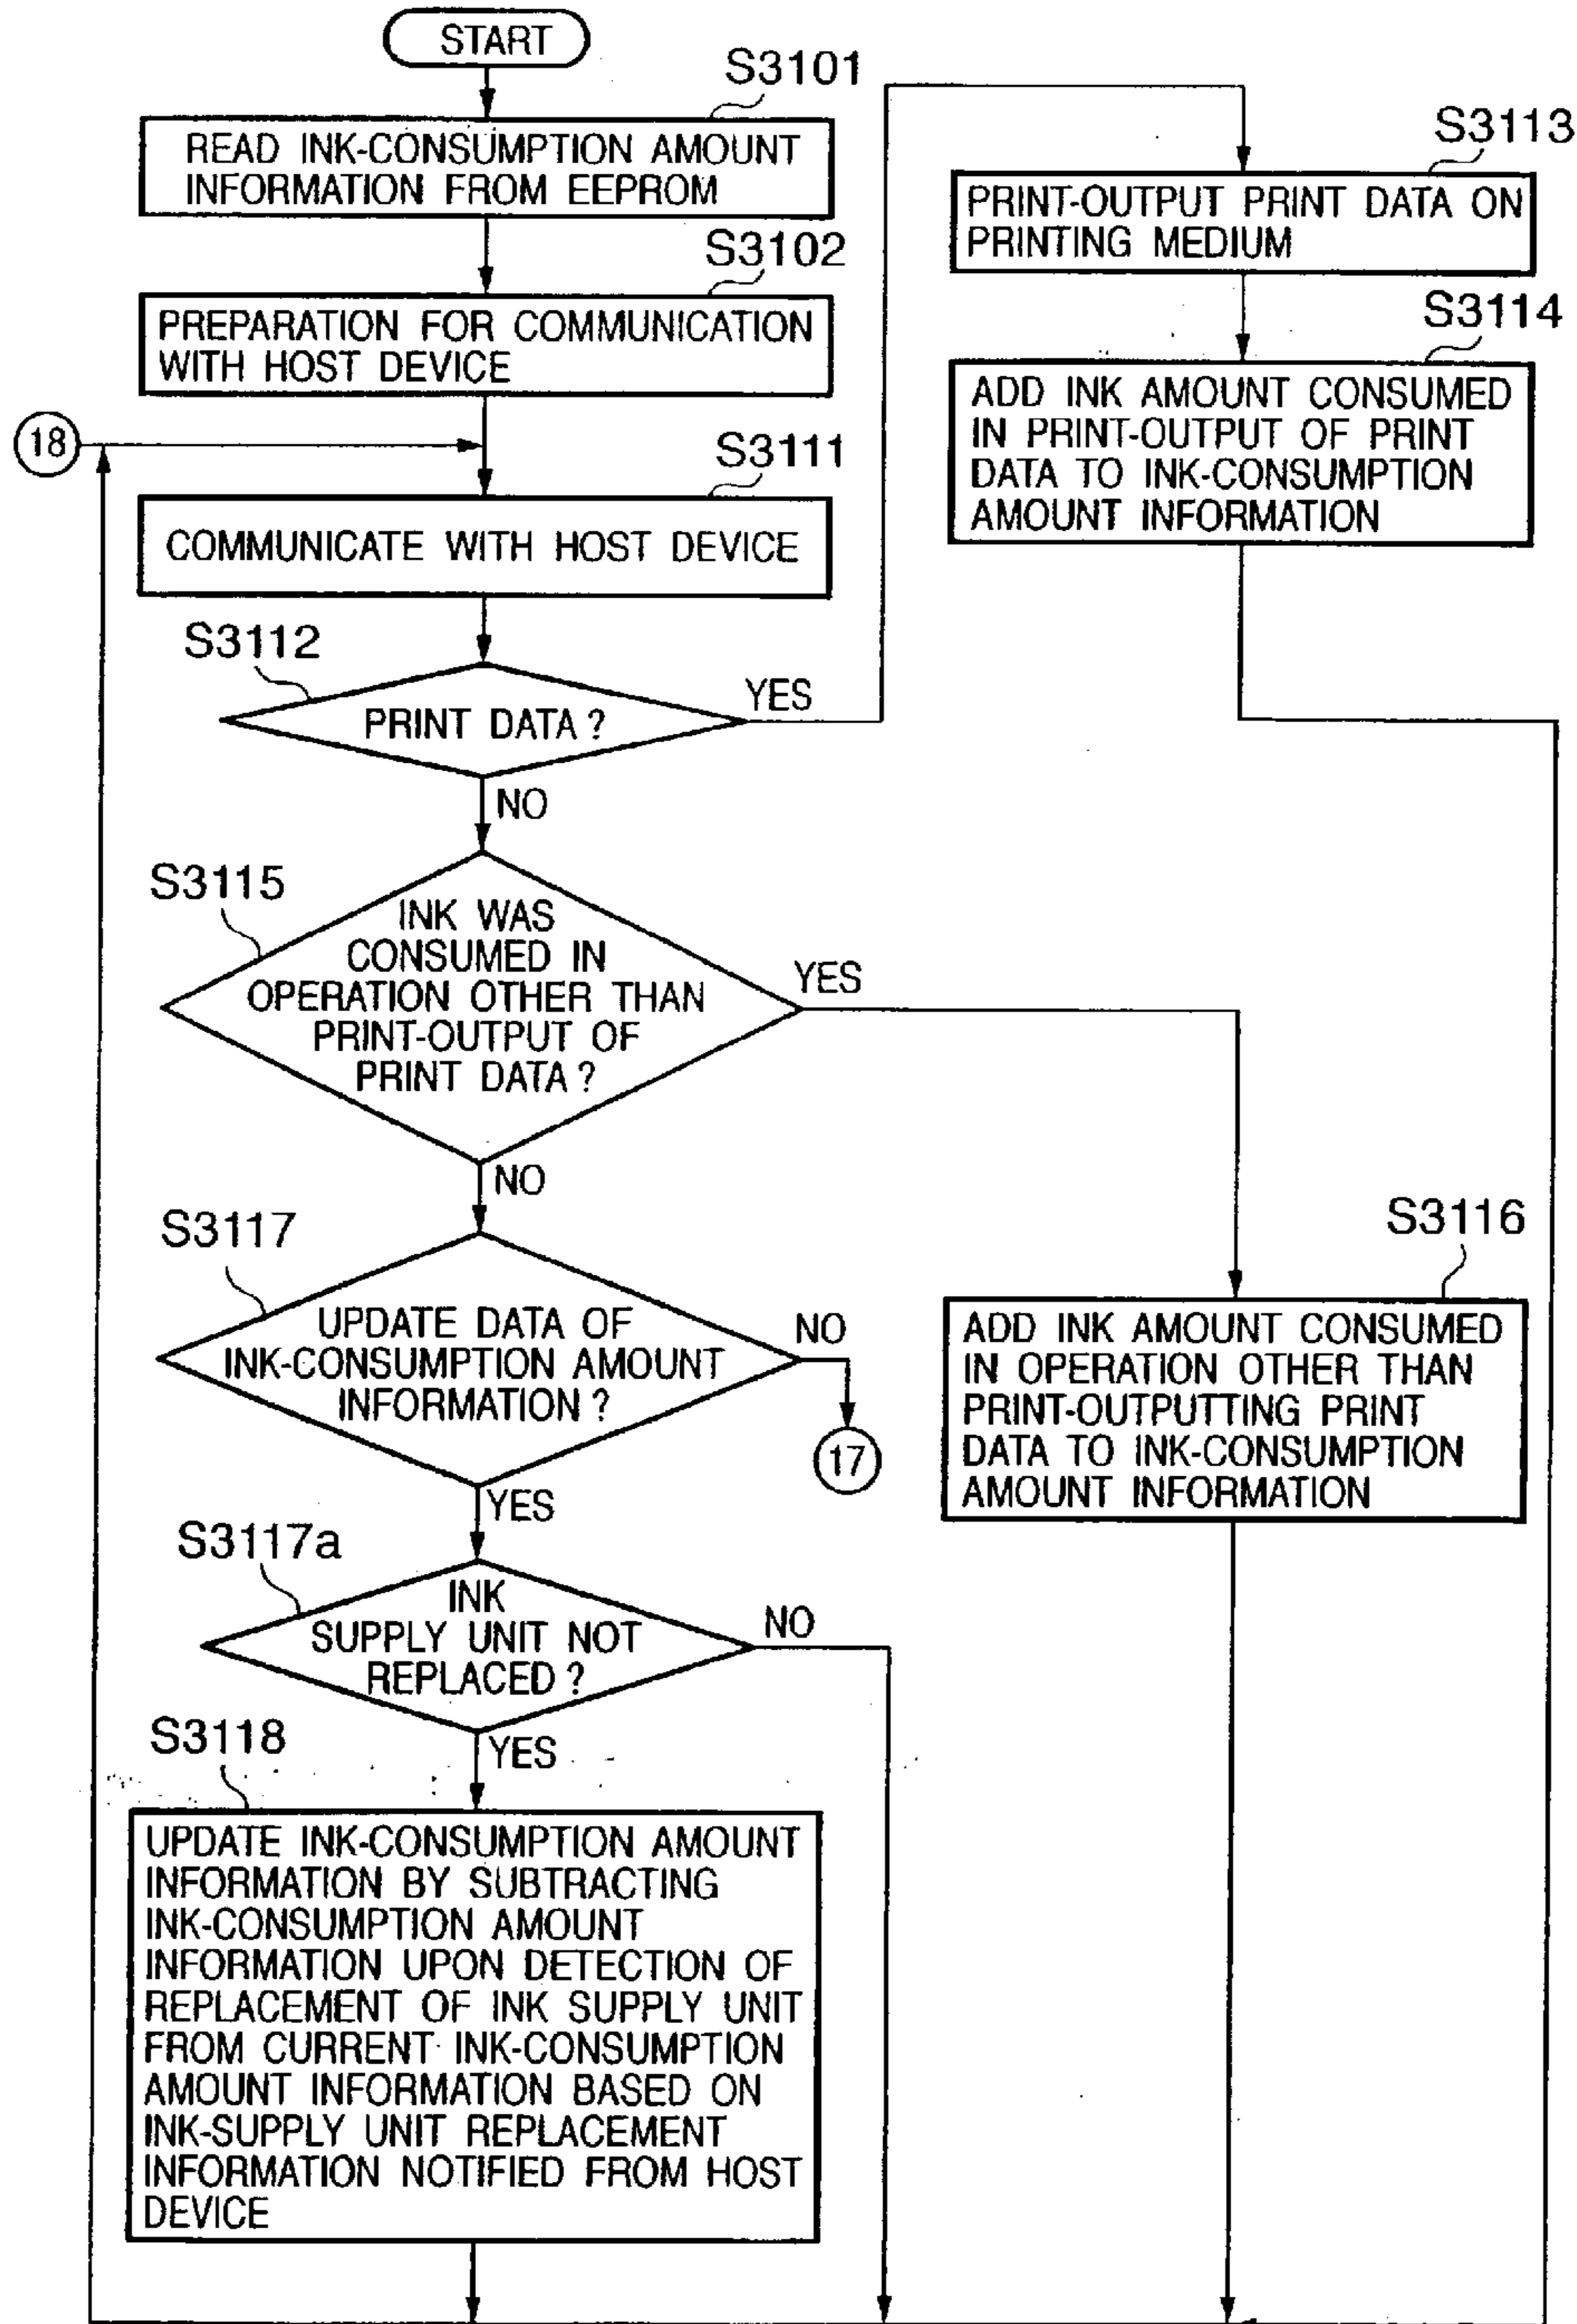 START
S3101
READ INK-CONSUMPTION AMOUNT
INFORMATION FROM EEPROM
S3102
PREPARATION FOR COMMUNICATION
WITH HOST DEVICE
18
S3111
COMMUNICATE WITH HOST DEVICE
S3112
PRINT DATA ?
YES
NO
S3113
PRINT-OUTPUT PRINT DATA ON
PRINTING MEDIUM
S3114
ADD INK AMOUNT CONSUMED
IN PRINT-OUTPUT OF PRINT
DATA TO INK-CONSUMPTION
AMOUNT INFORMATION
S3115
INK WAS
CONSUMED IN
OPERATION OTHER THAN
PRINT-OUTPUT OF
PRINT DATA ?
YES
NO
S3116
ADD INK AMOUNT CONSUMED
IN OPERATION OTHER THAN
PRINT-OUTPUTTING PRINT
DATA TO INK-CONSUMPTION
AMOUNT INFORMATION
S3117
UPDATE DATA OF
INK-CONSUMPTION AMOUNT
INFORMATION ?
NO
17
YES
S3117a
INK
SUPPLY UNIT NOT
REPLACED ?
NO
YES
S3118
UPDATE INK-CONSUMPTION AMOUNT
INFORMATION BY SUBTRACTING
INK-CONSUMPTION AMOUNT
INFORMATION UPON DETECTION OF
REPLACEMENT OF INK SUPPLY UNIT
FROM CURRENT INK-CONSUMPTION
AMOUNT INFORMATION BASED ON
INK-SUPPLY UNIT REPLACEMENT
INFORMATION NOTIFIED FROM HOST
DEVICE